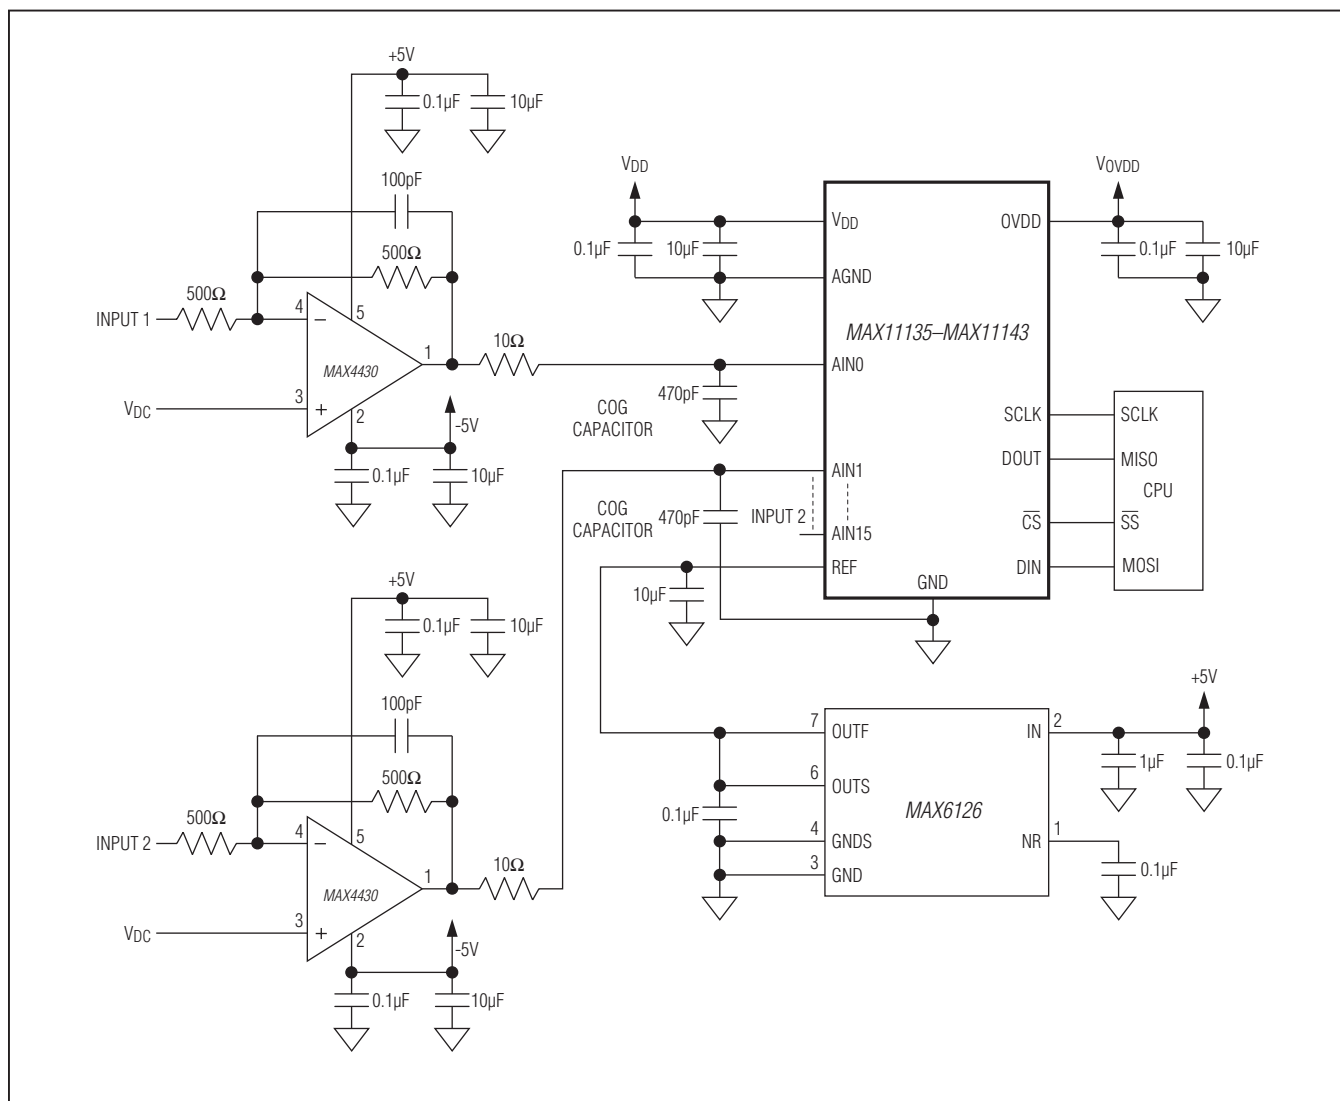 +5V
0.1µF
10µF
100pF
500Ω
500Ω
INPUT 1
4
–
5
MAX4430
1
10Ω
3
+
2
VDC
-5V
0.1µF
10µF
COG
CAPACITOR
470pF
VDD
0.1µF
10µF
VDD
AGND
MAX11135–MAX11143
AIN0
AIN1
AIN15
REF
GND
OVDD
SCLK
DOUT
CS
DIN
VOVDD
0.1µF
10µF
SCLK
MISO
CPU
SS
MOSI
COG
CAPACITOR
470pF
INPUT 2
10µF
+5V
0.1µF
10µF
100pF
500Ω
500Ω
INPUT 2
4
–
5
MAX4430
1
10Ω
3
+
2
VDC
-5V
0.1µF
10µF
7
OUTF
6
OUTS
4
GNDS
3
GND
0.1µF
MAX6126
IN
2
NR
1
+5V
1µF
0.1µF
0.1µF